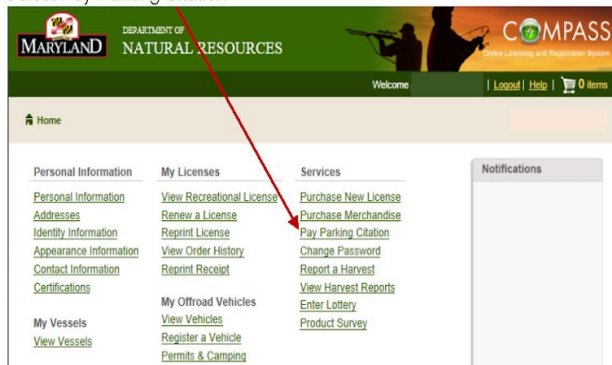 Select Pay Parking Citation
MARYLAND
DEPARTMENT OF
NATURAL RESOURCES
COMPASS
Online Licensing and Registration System
Welcome | Logout | Help | 0 items
Home
Personal Information
Personal Information
Addresses
Identity Information
Appearance Information
Contact Information
Certifications
My Vessels
View Vessels
My Licenses
View Recreational License
Renew a License
Reprint License
View Order History
Reprint Receipt
My Offroad Vehicles
View Vehicles
Register a Vehicle
Permits & Camping
Services
Purchase New License
Purchase Merchandise
Pay Parking Citation
Change Password
Report a Harvest
View Harvest Reports
Enter Lottery
Product Survey
Notifications